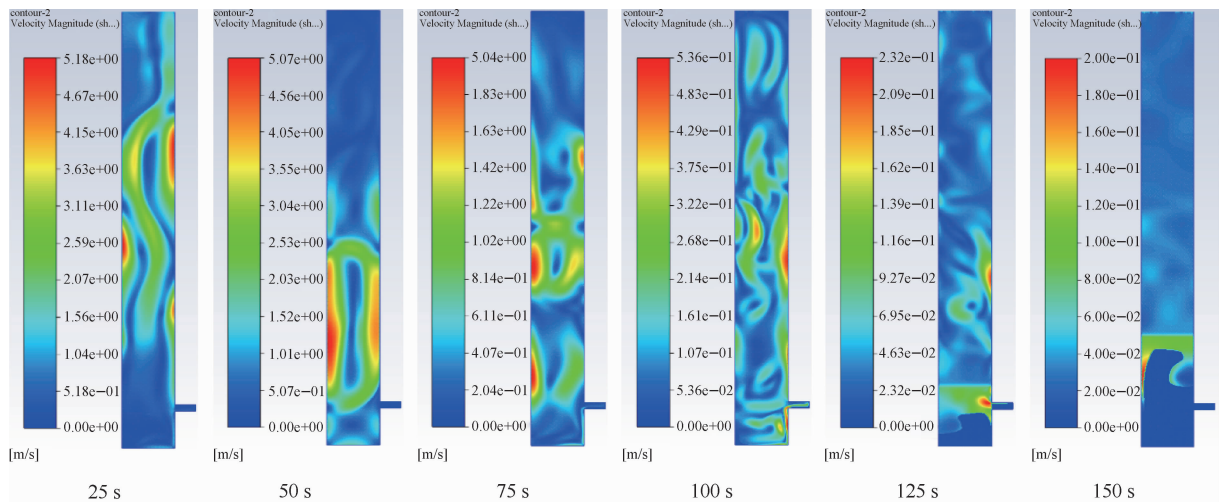 contour-2
Velocity Magnitude (sh...
5.18e+00
4.67e+00
4.15e+00
3.63e+00
3.11e+00
2.59e+00
2.07e+00
1.56e+00
1.04e+00
5.18e−01
0.00e+00
[m/s]
25 s
contour-2
Velocity Magnitude (sh...
5.07e+00
4.56e+00
4.05e+00
3.55e+00
3.04e+00
2.53e+00
2.03e+00
1.52e+00
1.01e+00
5.07e−01
0.00e+00
[m/s]
50 s
contour-2
Velocity Magnitude (sh...
5.04e+00
1.83e+00
1.63e+00
1.42e+00
1.22e+00
1.02e+00
8.14e−01
6.11e−01
4.07e−01
2.04e−01
0.00e+00
[m/s]
75 s
contour-2
Velocity Magnitude (sh...
5.36e−01
4.83e−01
4.29e−01
3.75e−01
3.22e−01
2.68e−01
2.14e−01
1.61e−01
1.07e−01
5.36e−02
0.00e+00
[m/s]
100 s
contour-2
Velocity Magnitude (sh...
2.32e−01
2.09e−01
1.85e−01
1.62e−01
1.39e−01
1.16e−01
9.27e−02
6.95e−02
4.64e−02
2.32e−02
0.00e+00
[m/s]
125 s
contour-2
Velocity Magnitude (sh...
2.00e−01
1.80e−01
1.60e−01
1.40e−01
1.20e−01
1.00e−01
8.00e−02
6.00e−02
4.00e−02
2.00e−02
0.00e+00
[m/s]
150 s